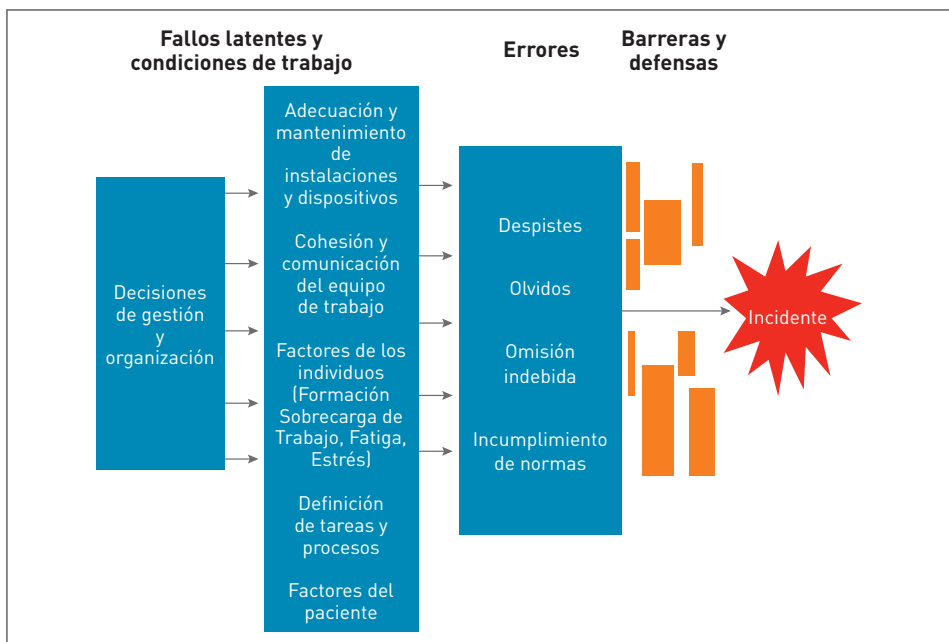 Fallos latentes y
condiciones de trabajo
Errores
Barreras y
defensas
Decisiones
de gestión
y
organización
Adecuación y
mantenimiento
de
instalaciones
y dispositivos
Cohesión y
comunicación
del equipo
de trabajo
Factores de los
individuos
(Formación
Sobrecarga de
Trabajo, Fatiga,
Estrés)
Definición
de tareas y
procesos
Factores del
paciente
Despistes
Olvidos
Omisión
indebida
Incumplimiento
de normas
Incidente